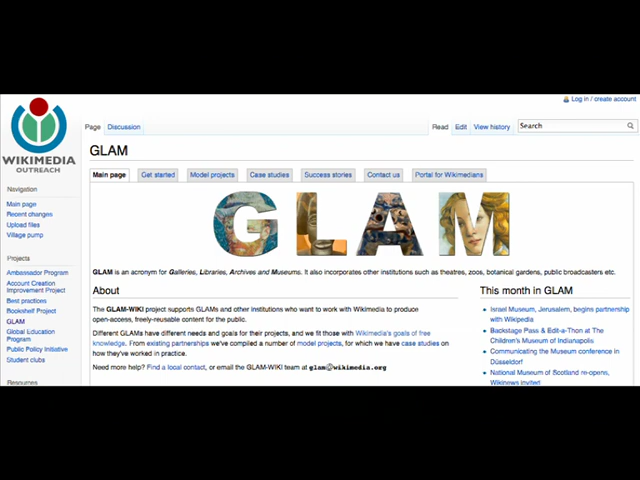 Log in / create account
WIKIMEDIA
OUTREACH
Page Discussion Read Edit View history Search
GLAM
Main page Get started Model projects Case studies Success stories Contact us Portal for Wikimedians
GLAM
GLAM is an acronym for Galleries, Libraries, Archives and Museums. It also incorporates other institutions such as theatres, zoos, botanical gardens, public broadcasters etc.
About
The GLAM-WIKI project supports GLAMs and other institutions who want to work with Wikimedia to produce
open-access, freely-reusable content for the public.
Different GLAMs have different needs and goals for their projects, and we fit those with Wikimedia's goals of free
knowledge. From existing partnerships we've compiled a number of model projects, for which we have case studies on
how they've worked in practice.
Need more help? Find a local contact, or email the GLAM-WIKI team at glam@wikimedia.org
This month in GLAM
Israel Museum, Jerusalem, begins partnership
with Wikipedia
Backstage Pass & Edit-a-Thon at The
Children's Museum of Indianapolis
Communicating the Museum conference in
Düsseldorf
National Museum of Scotland re-opens,
Wikinews invited
Navigation
Main page
Recent changes
Upload files
Village pump
Projects
Ambassador Program
Account Creation
Improvement Project
Best practices
Bookshelf Project
GLAM
Global Education
Program
Public Policy Initiative
Student clubs
Resources